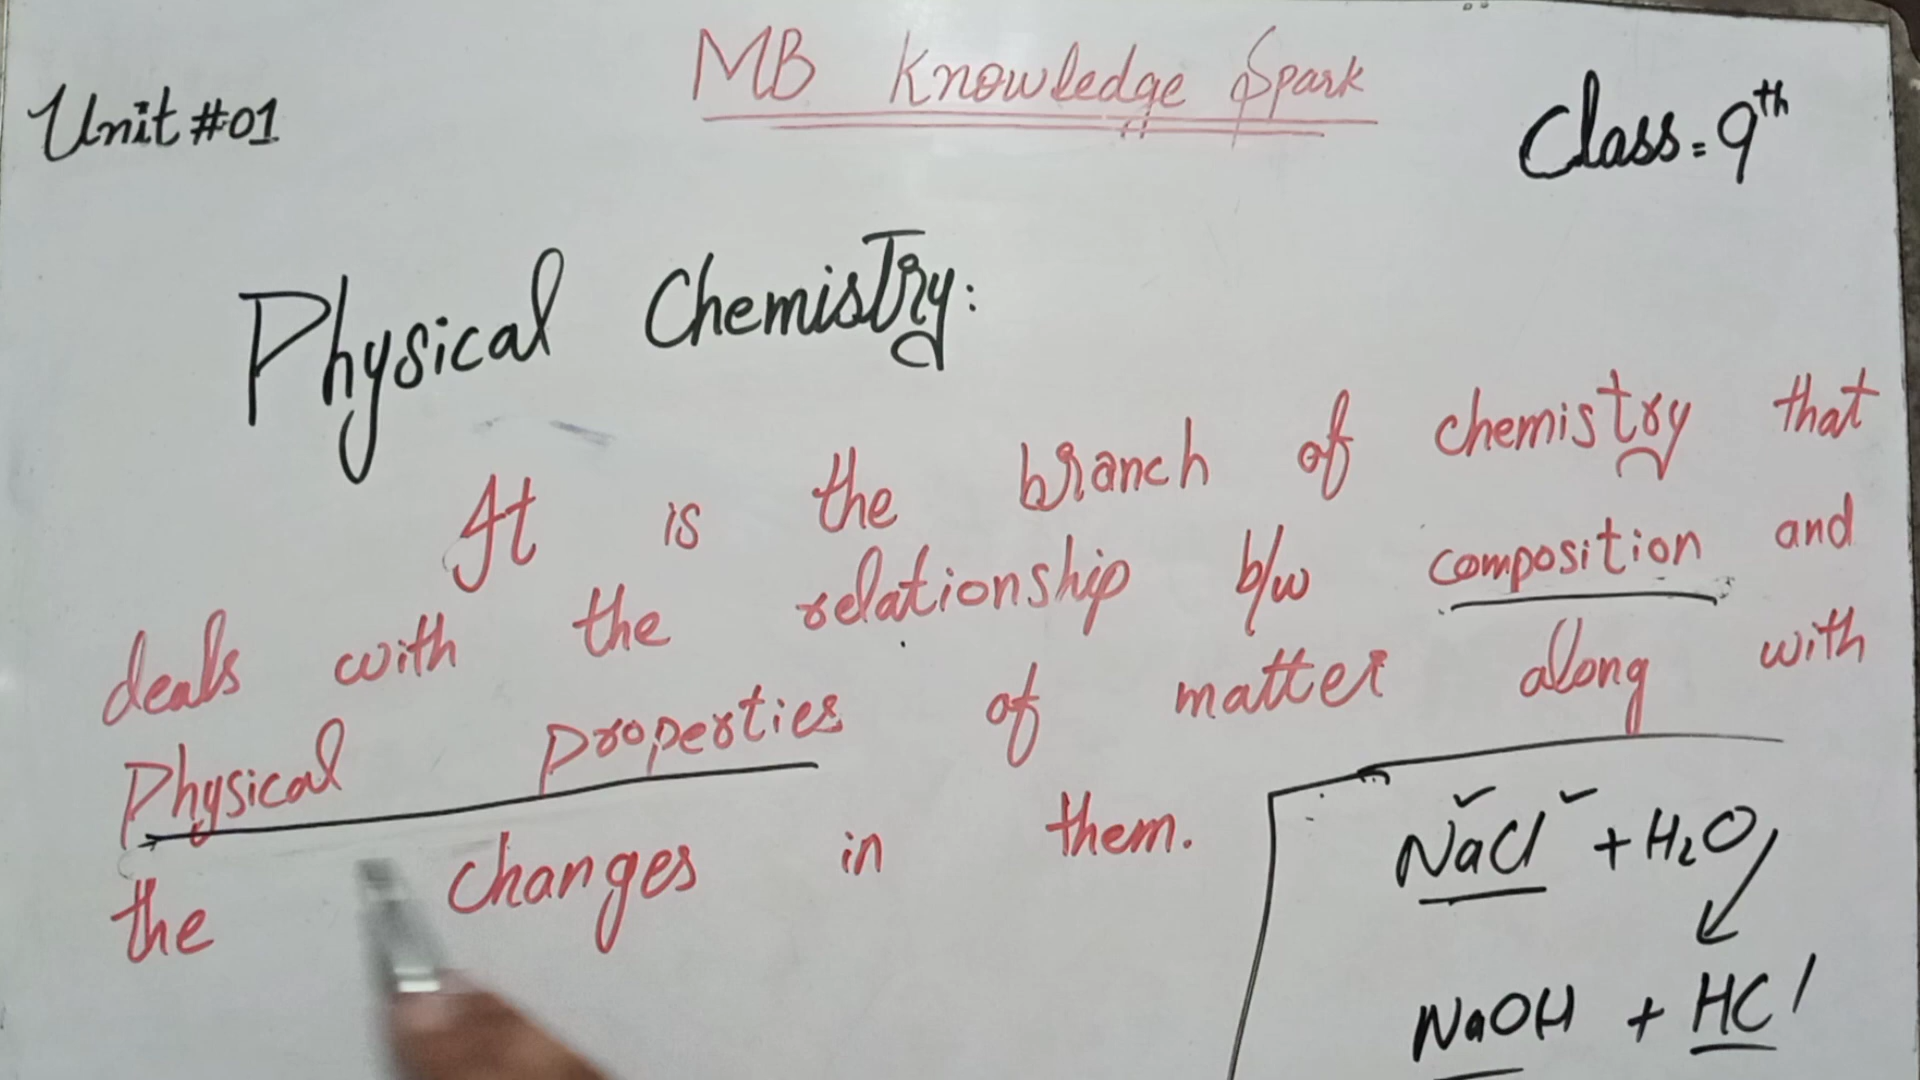 MB Knowledge Spark
Unit #01
Class = 9th
Physical Chemistry:
It is the branch of chemistry that
deals with the relationship b/w composition and
Physical properties of matter along with
the changes in them.
NaCl + H2O
NaOH + HCl